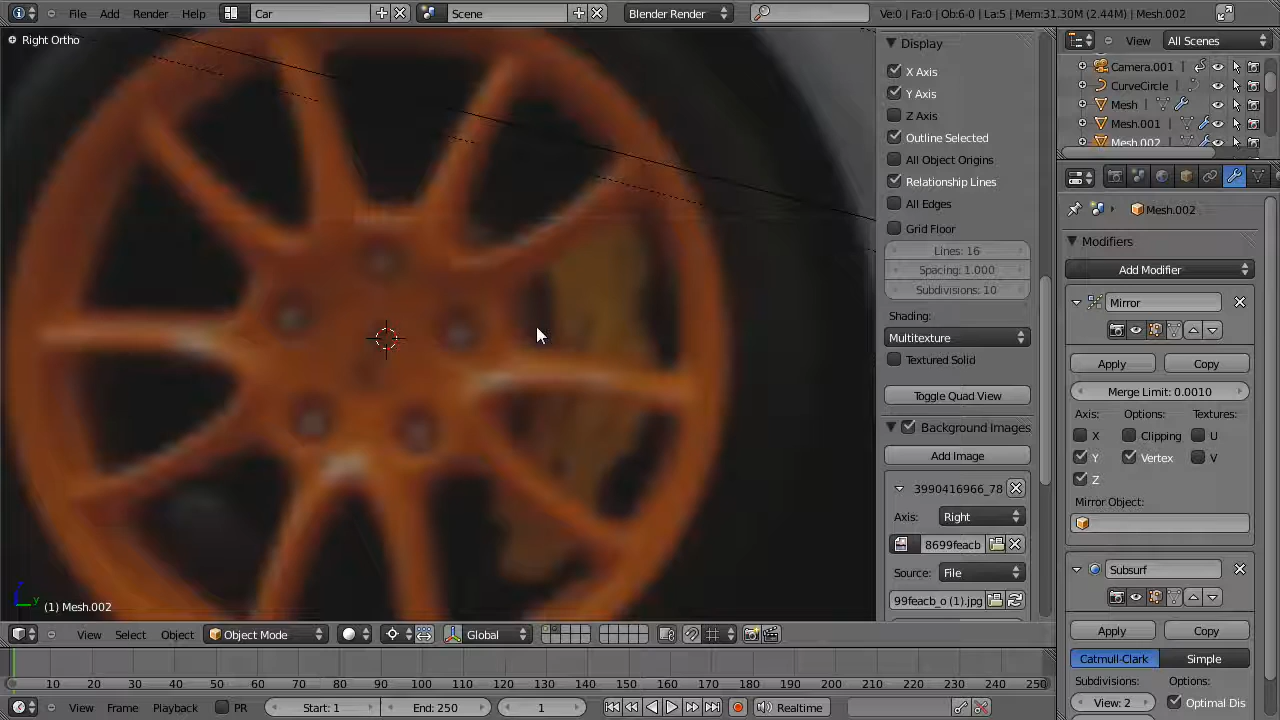 File Add Render Help Car Scene Blender Render Ve:0 | Fa:0 | Ob:6-0 | La:5 | Mem:31.30M (2.44M) | Mesh.002
Right Ortho
(1) Mesh.002
View Select Object Object Mode Global
10 20 30 40 50 60 70 80 90 100 110 120 130 140 150 160 170 180 190 200 210 220 230 240 250
View Frame Playback PR Start: 1 End: 250 1 Realtime
Display
X Axis
Y Axis
Z Axis
Outline Selected
All Object Origins
Relationship Lines
All Edges
Grid Floor
Lines: 16
Spacing: 1.000
Subdivisions: 10
Shading:
Multitexture
Textured Solid
Toggle Quad View
Background Images
Add Image
3990416966_78
Axis: Right
8699feacb
Source: File
99feacb_o (1).jpg
View All Scenes
Camera.001
CurveCircle
Mesh
Mesh.001
Mesh.002
Mesh.002
Modifiers
Add Modifier
Mirror
Apply Copy
Merge Limit: 0.0010
Axis: Options: Textures:
X Clipping U
Y Vertex V
Z
Mirror Object:
Subsurf
Apply Copy
Catmull-Clark Simple
Subdivisions: Options:
View: 2 Optimal Dis